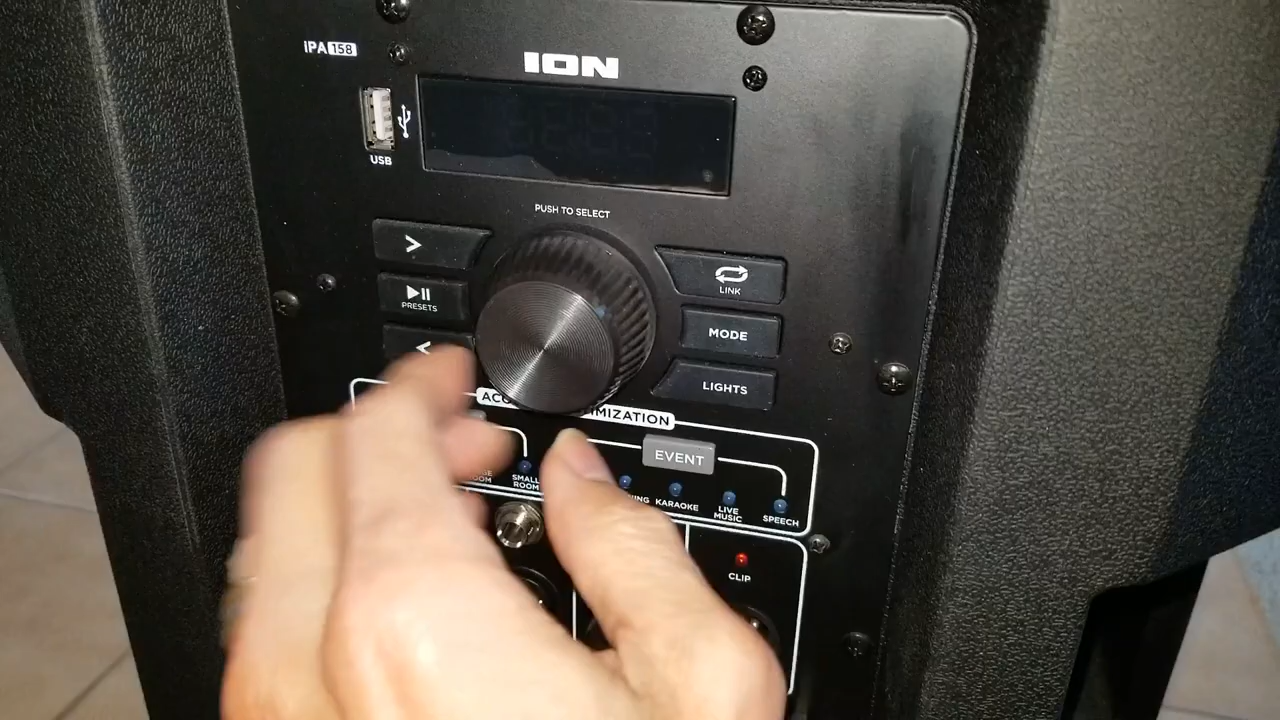 iPA158
ION
USB
PUSH TO SELECT
>
LINK
PRESETS
MODE
<
LIGHTS
EVENT
SMALL
ROOM
KARAOKE
LIVE
MUSIC
SPEECH
CLIP